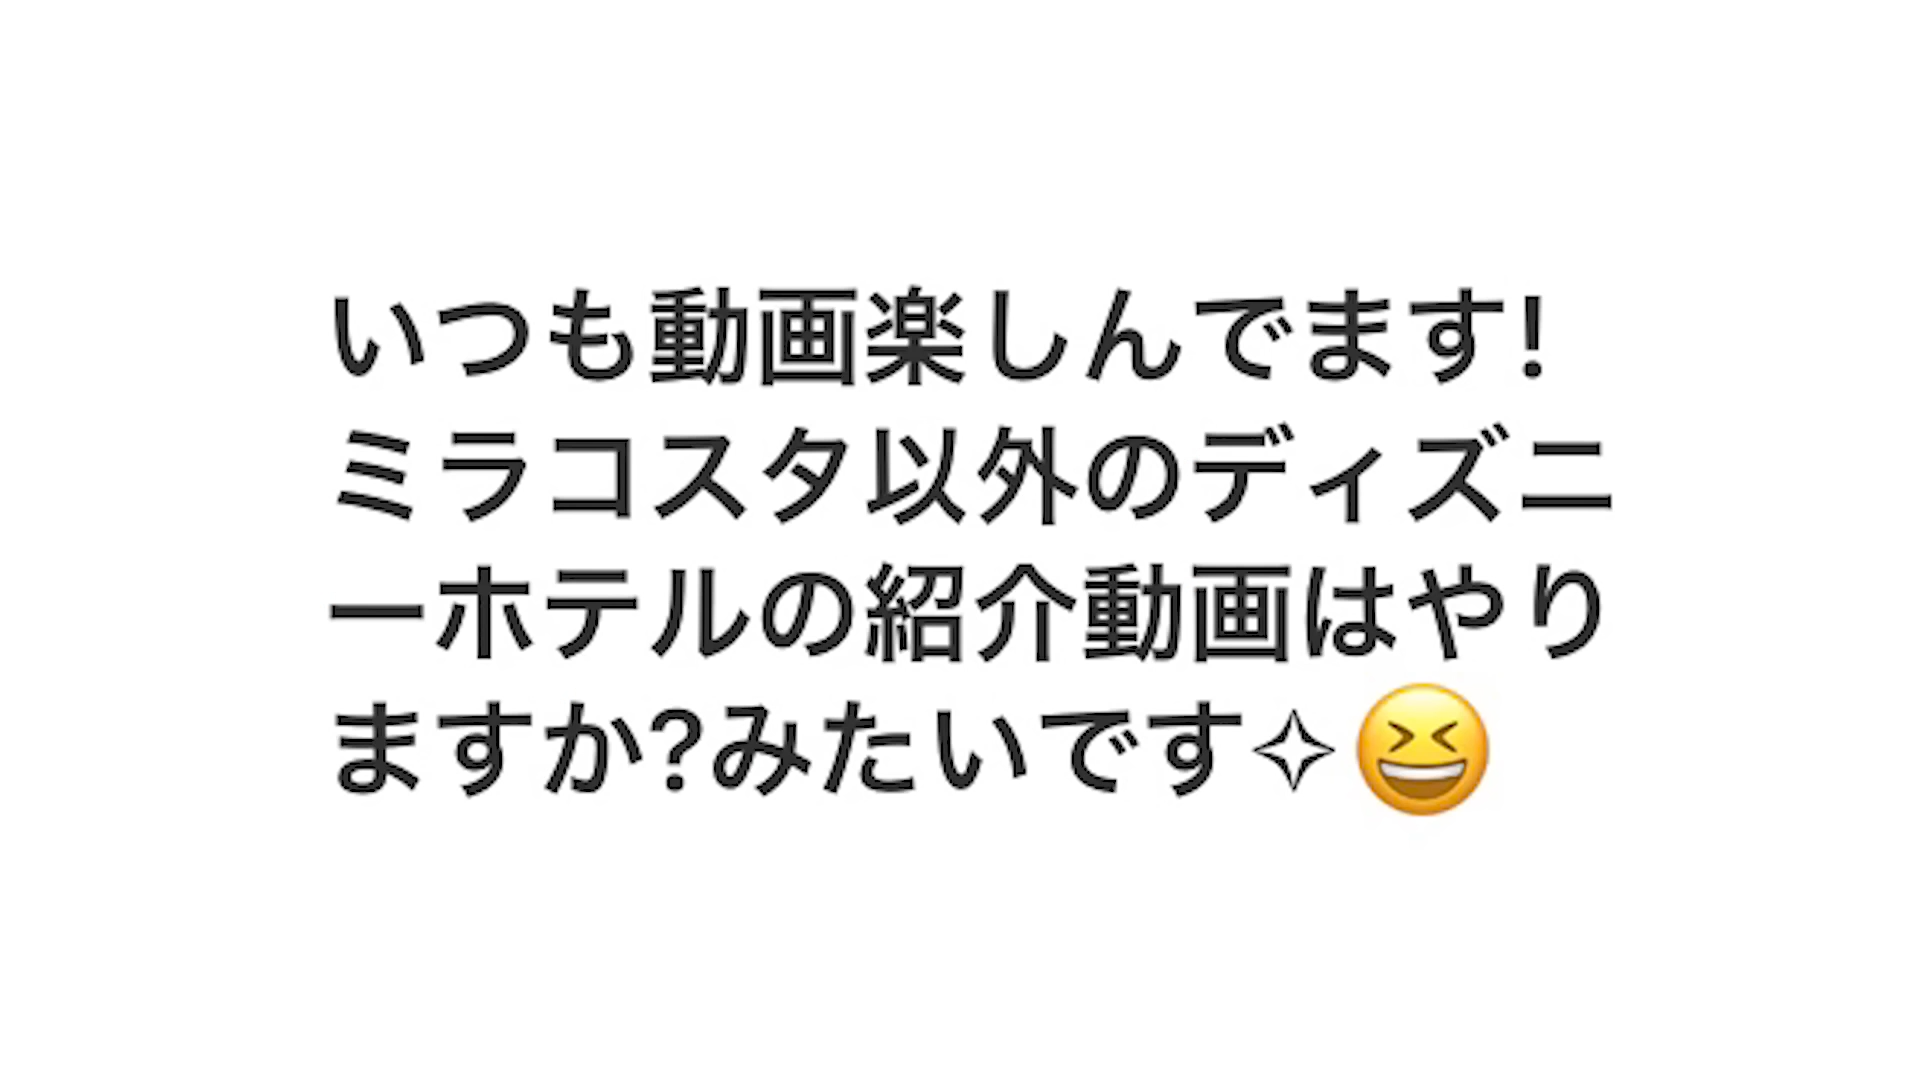 いつも動画楽しんでます!
ミラコスタ以外のディズニ
ーホテルの紹介動画はやり
ますか?みたいです✧😆